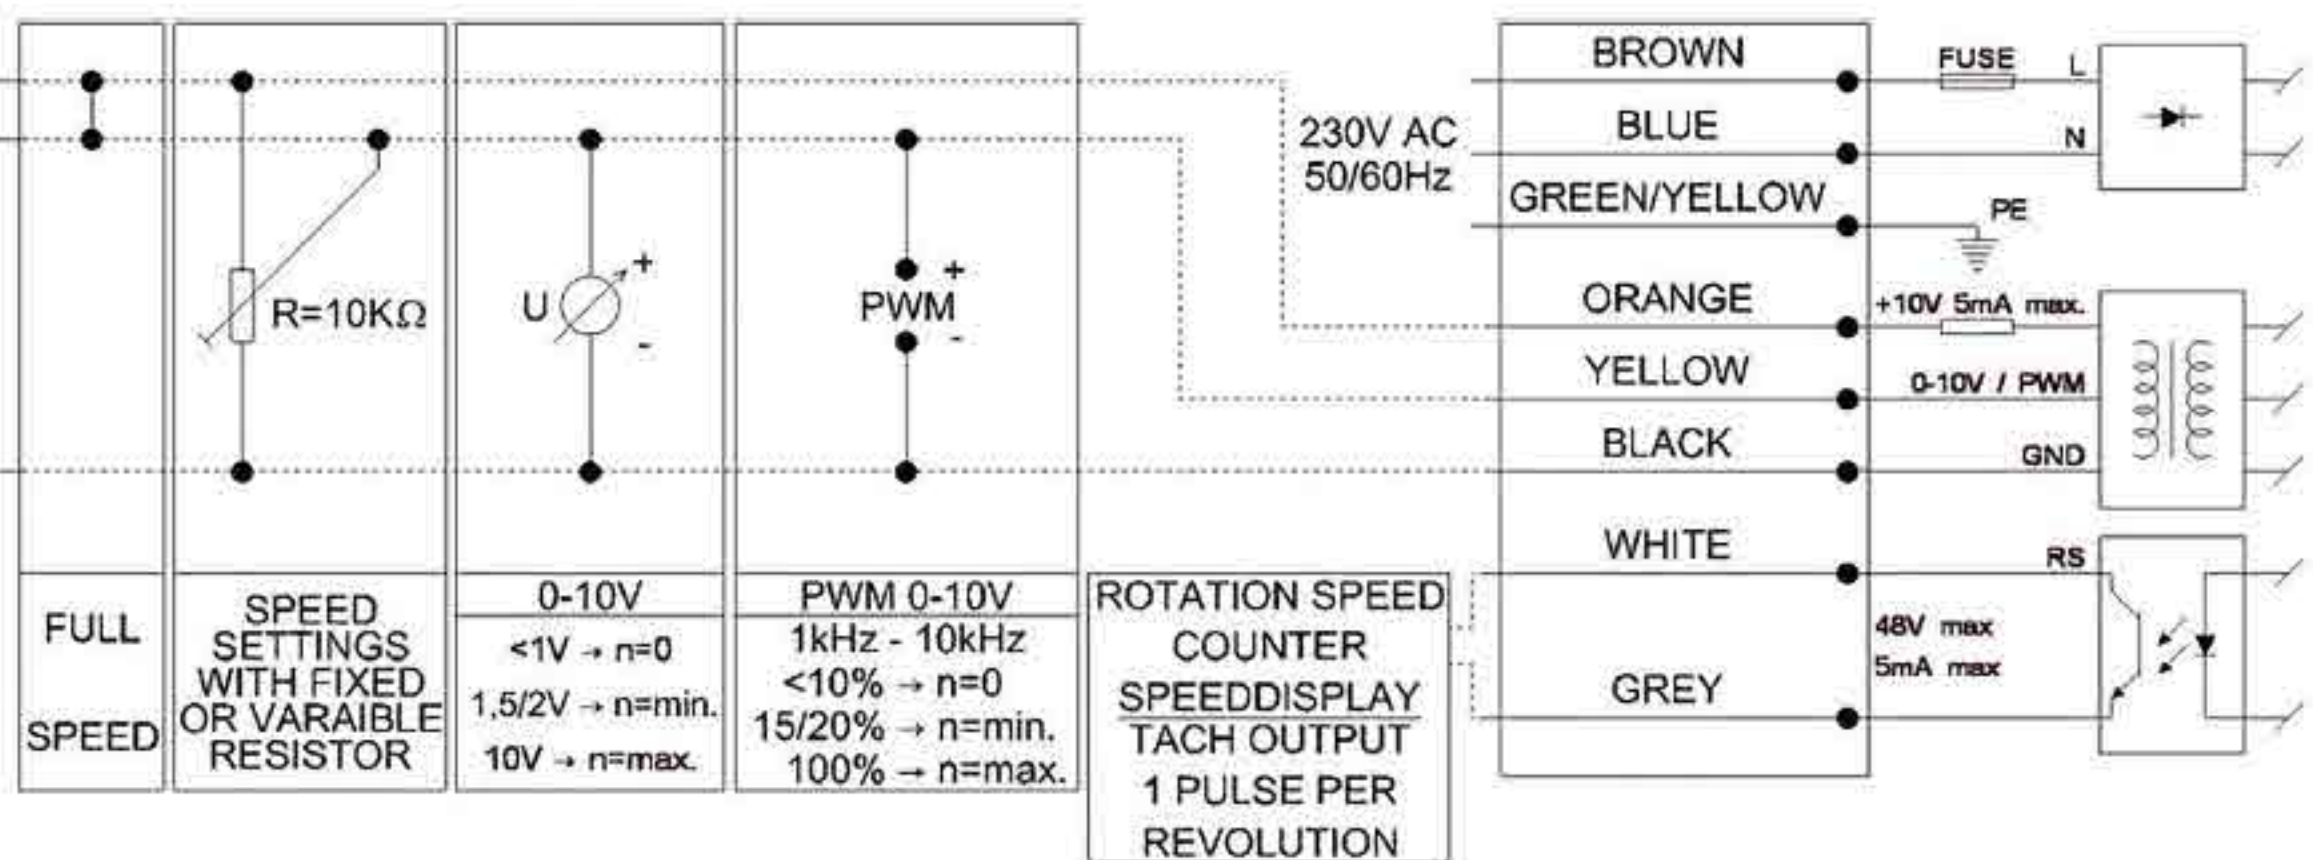 R=10KΩ
U
+
-
+
PWM
-
FULL
SPEED
SPEED
SETTINGS
WITH FIXED
OR VARAIBLE
RESISTOR
0-10V
<1V → n=0
1,5/2V → n=min.
10V → n=max.
PWM 0-10V
1kHz - 10kHz
<10% → n=0
15/20% → n=min.
100% → n=max.
ROTATION SPEED
COUNTER
SPEEDDISPLAY
TACH OUTPUT
1 PULSE PER
REVOLUTION
230V AC
50/60Hz
BROWN
BLUE
GREEN/YELLOW
ORANGE
YELLOW
BLACK
WHITE
GREY
FUSE
L
N
PE
+10V 5mA max.
0-10V / PWM
GND
RS
48V max
5mA max